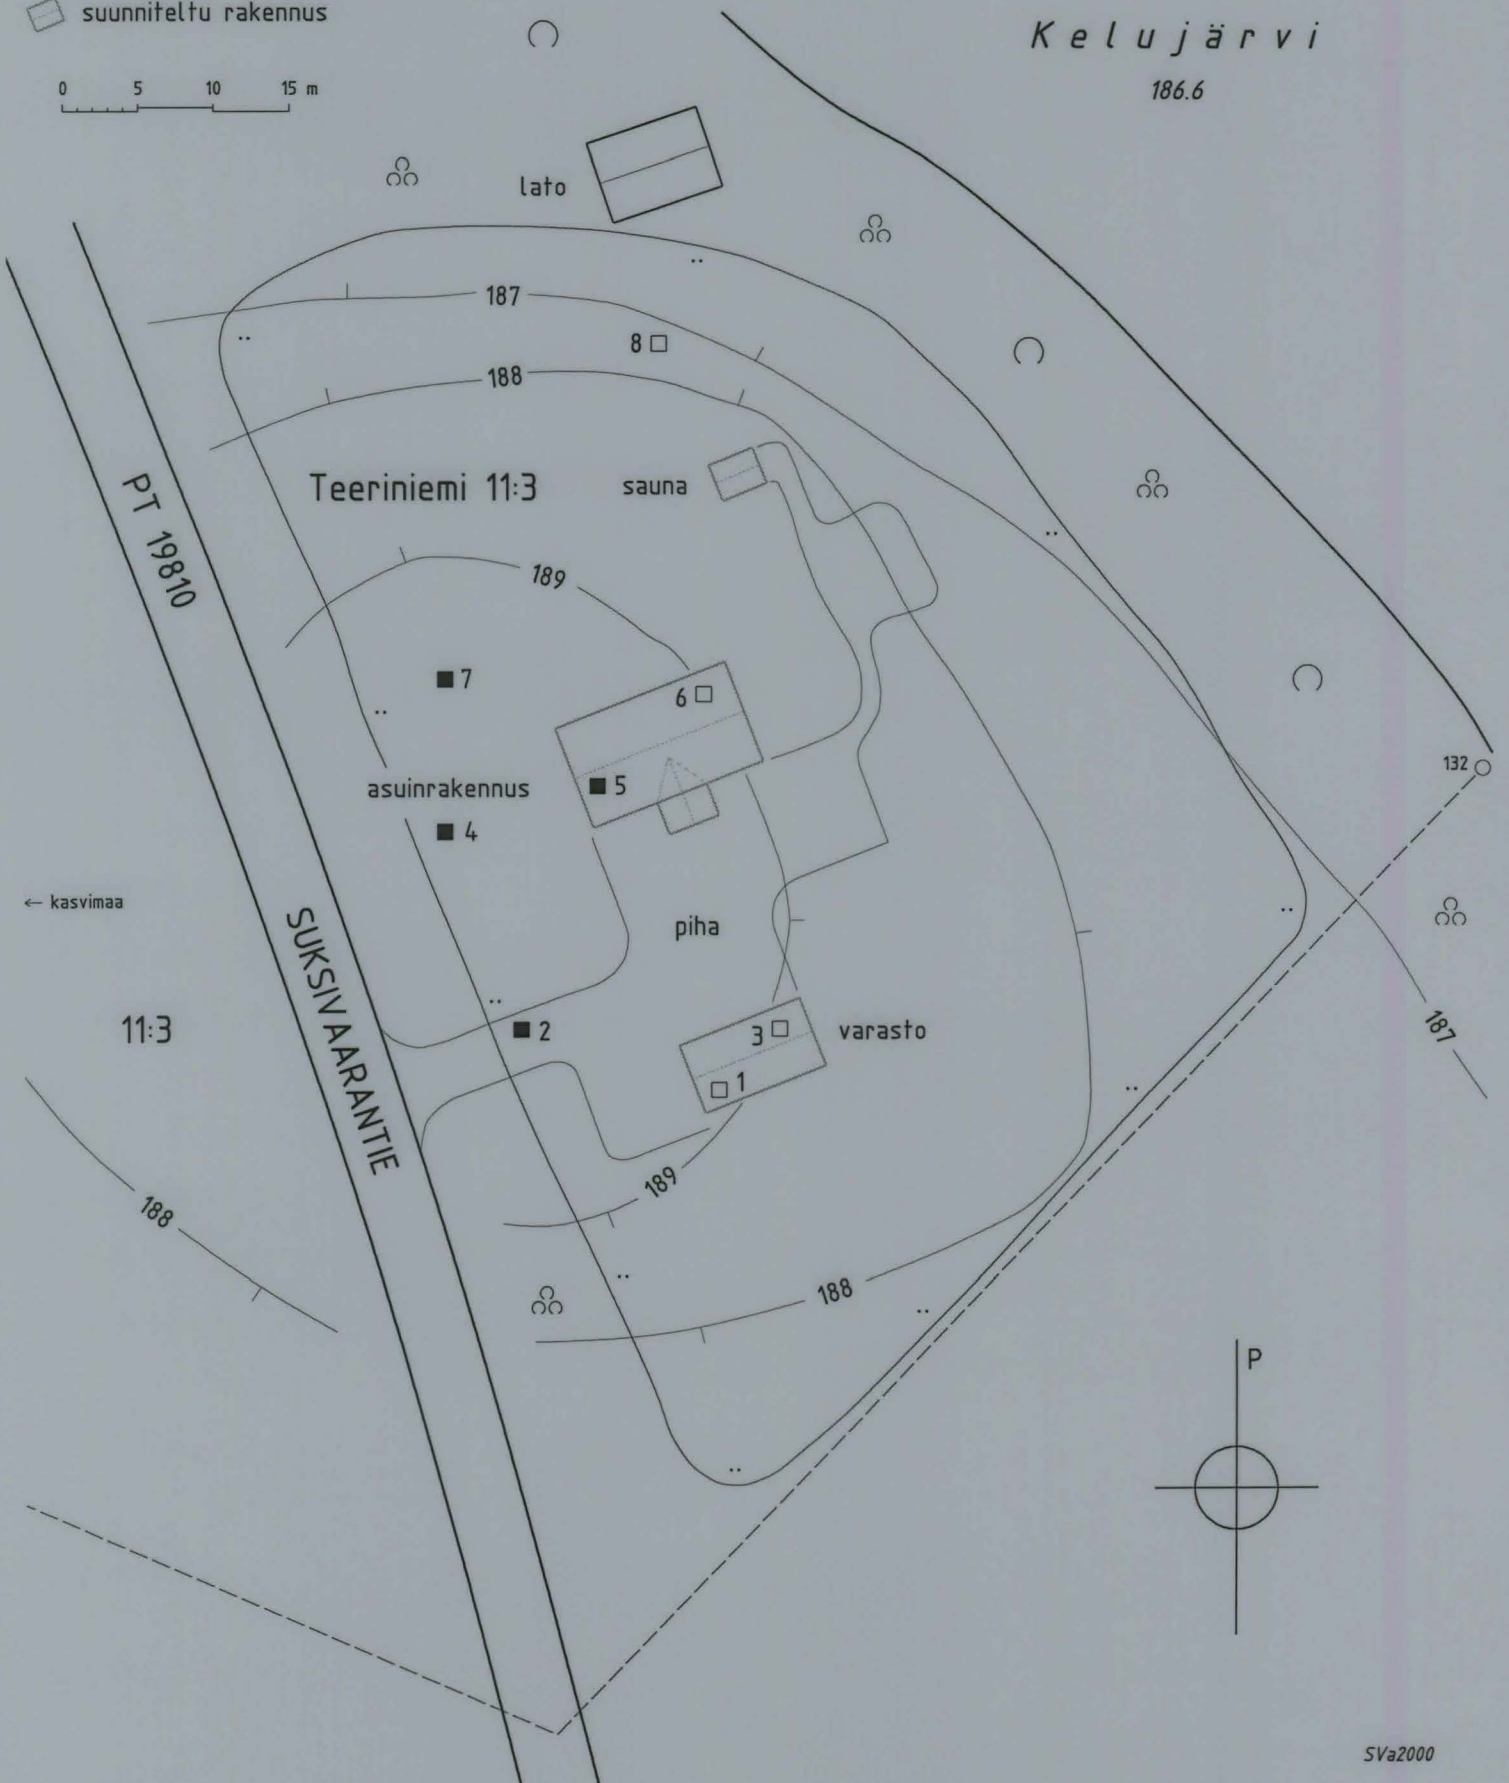 suunniteltu rakennus
0 5 10 15 m
Kelujärvi
186.6
lato
187
8
188
Teeriniemi 11:3
sauna
PT 19810
189
7
6
5
asuinrakennus
4
132
← kasvimaa
piha
SUKSIVAARANTIE
11:3
2
3
varasto
1
187
189
188
188
P
SVa2000